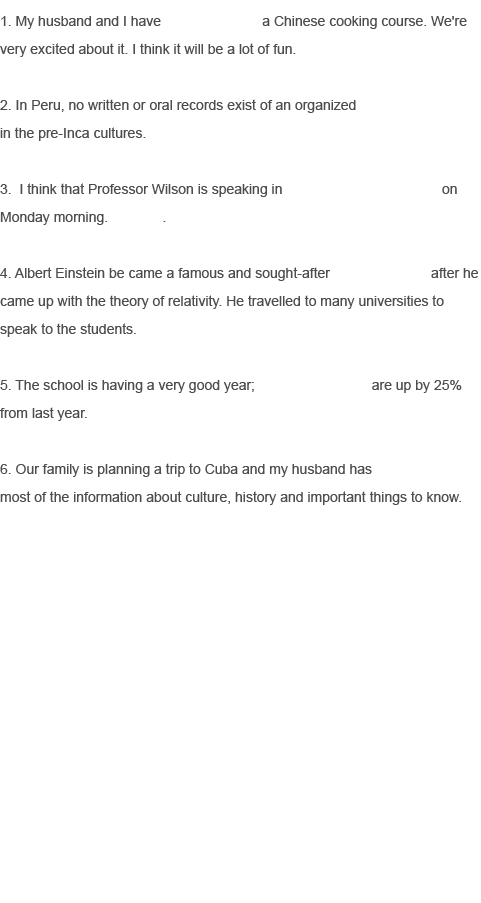 1. My husband and I have a Chinese cooking course. We're
very excited about it. I think it will be a lot of fun.
2. In Peru, no written or oral records exist of an organized
in the pre-Inca cultures.
3. I think that Professor Wilson is speaking in on
Monday morning. .
4. Albert Einstein be came a famous and sought-after after he
came up with the theory of relativity. He travelled to many universities to
speak to the students.
5. The school is having a very good year; are up by 25%
from last year.
6. Our family is planning a trip to Cuba and my husband has
most of the information about culture, history and important things to know.